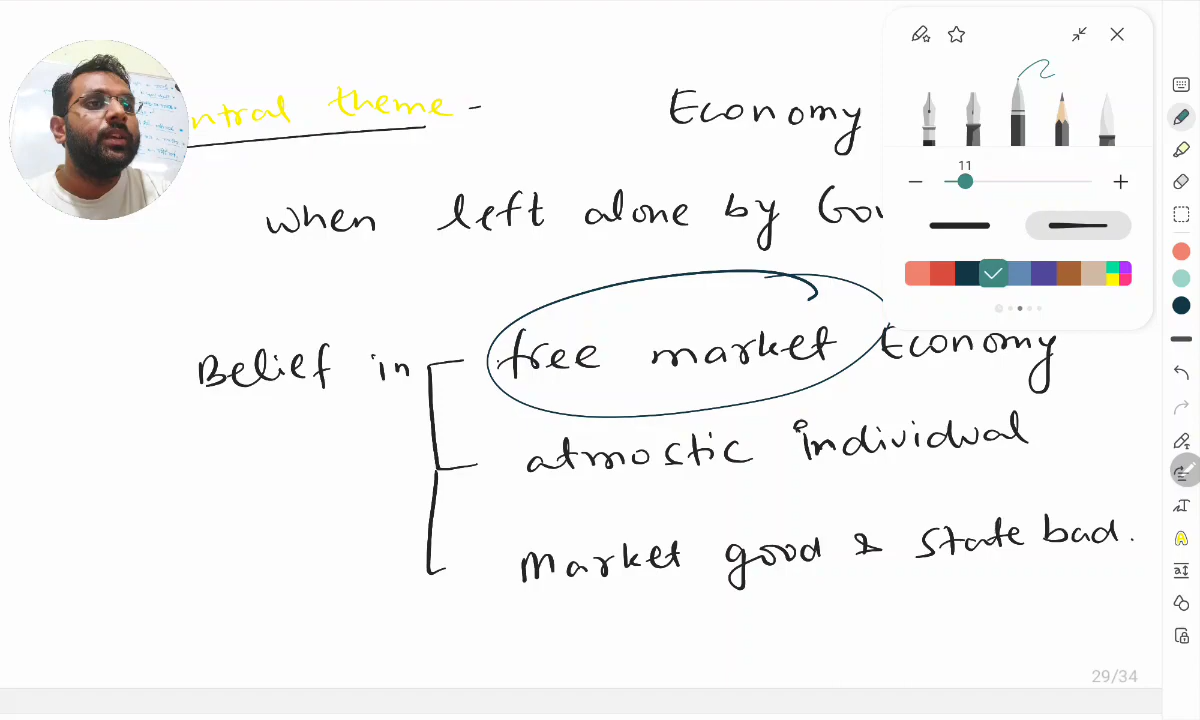 ntral theme - Economy
11
when left alone by Gov
Belief in free market Economy
atmostic individual
market good & state bad.
29/34